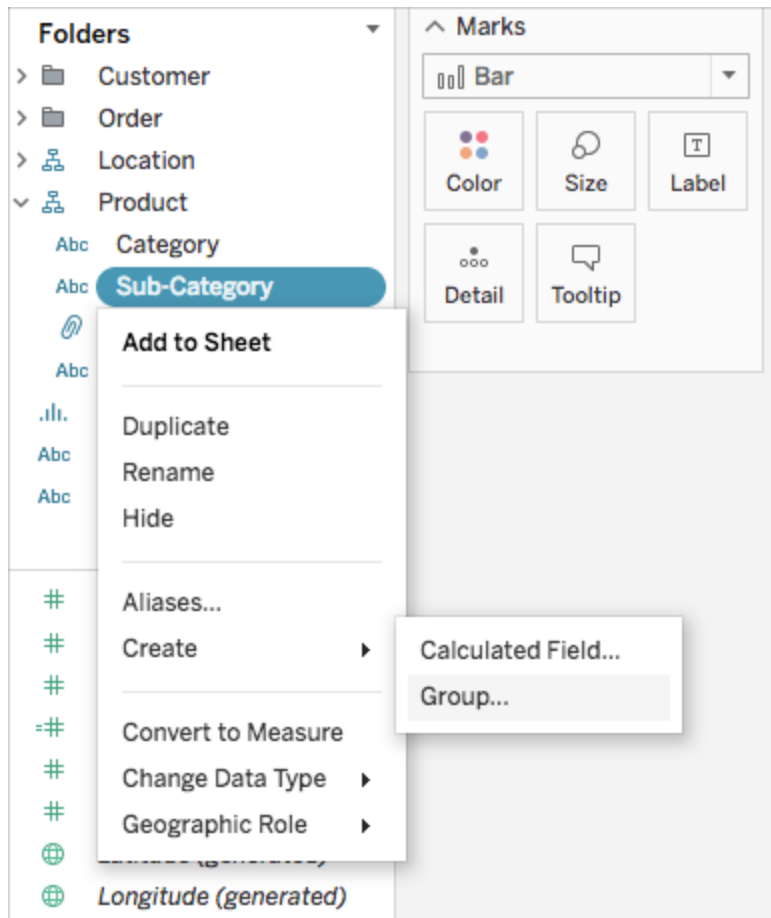 Folders
Customer
Order
Location
Product
Abc Category
Abc Sub-Category
Abc
Abc
Abc
Add to Sheet
Duplicate
Rename
Hide
Aliases...
Create
Convert to Measure
Change Data Type
Geographic Role
Calculated Field...
Group...
Longitude (generated)
Marks
Bar
Color
Size
T
Label
Detail
Tooltip